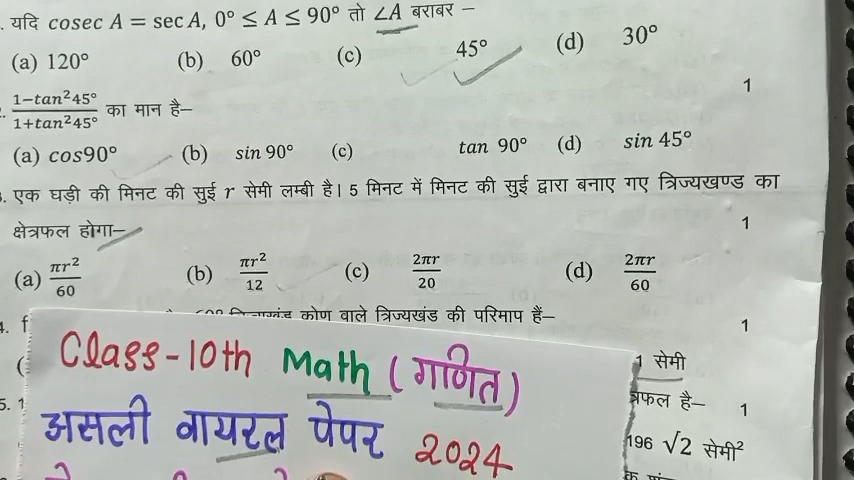 . यदि cosec A = sec A, 0° ≤ A ≤ 90° तो ∠A बराबर –
(a) 120° (b) 60° (c) 45° (d) 30°
1
. 1−tan²45°/1+tan²45° का मान है–
(a) cos90° (b) sin 90° (c) tan 90° (d) sin 45°
. एक घड़ी की मिनट की सुई r सेमी लम्बी है। 5 मिनट में मिनट की सुई द्वारा बनाए गए त्रिज्यखण्ड का
क्षेत्रफल होगा–
1
(a) πr²/60 (b) πr²/12 (c) 2πr/20 (d) 2πr/60
4. कोण वाले त्रिज्यखंड की परिमाप हैं–
1
Class-10th Math (गणित)
1 सेमी
5. 1
त्रफल है– 1
असली वायरल पेपर 2024
196 √2 सेमी²